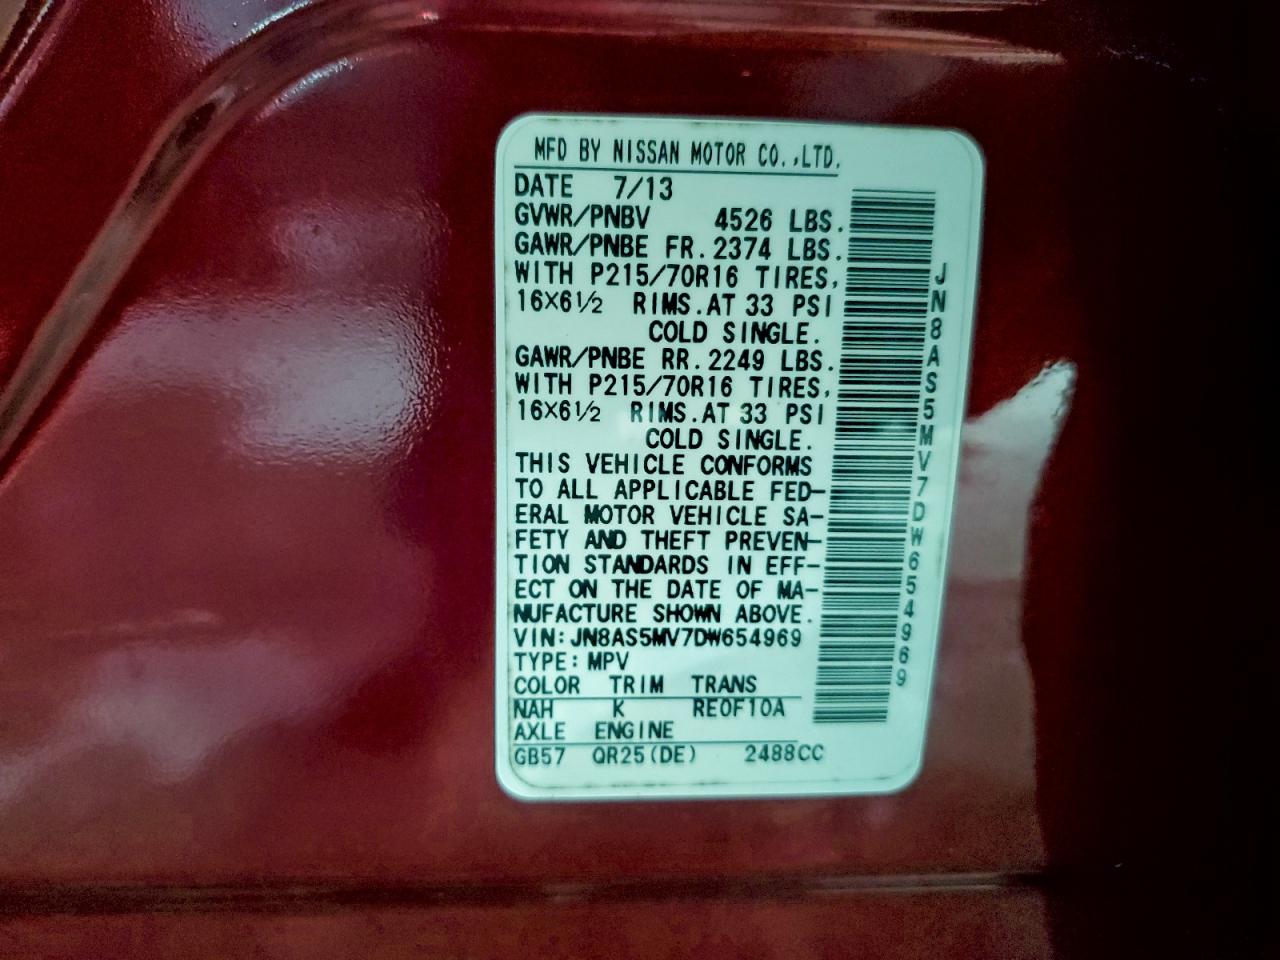 MFD BY NISSAN MOTOR CO.,LTD.
DATE 7/13
GVWR/PNBV 4526 LBS.
GAWR/PNBE FR. 2374 LBS.
WITH P215/70R16 TIRES,
16×6½ RIMS. AT 33 PSI
COLD SINGLE.
GAWR/PNBE RR. 2249 LBS.
WITH P215/70R16 TIRES,
16×6½ RIMS. AT 33 PSI
COLD SINGLE.
THIS VEHICLE CONFORMS
TO ALL APPLICABLE FED-
ERAL MOTOR VEHICLE SA-
FETY AND THEFT PREVEN-
TION STANDARDS IN EFF-
ECT ON THE DATE OF MA-
NUFACTURE SHOWN ABOVE.
VIN: JN8AS5MV7DW654969
TYPE: MPV
COLOR TRIM TRANS
NAH K RE0F10A
AXLE ENGINE
GB57 QR25(DE) 2488CC
JN8AS5MV7DW654969